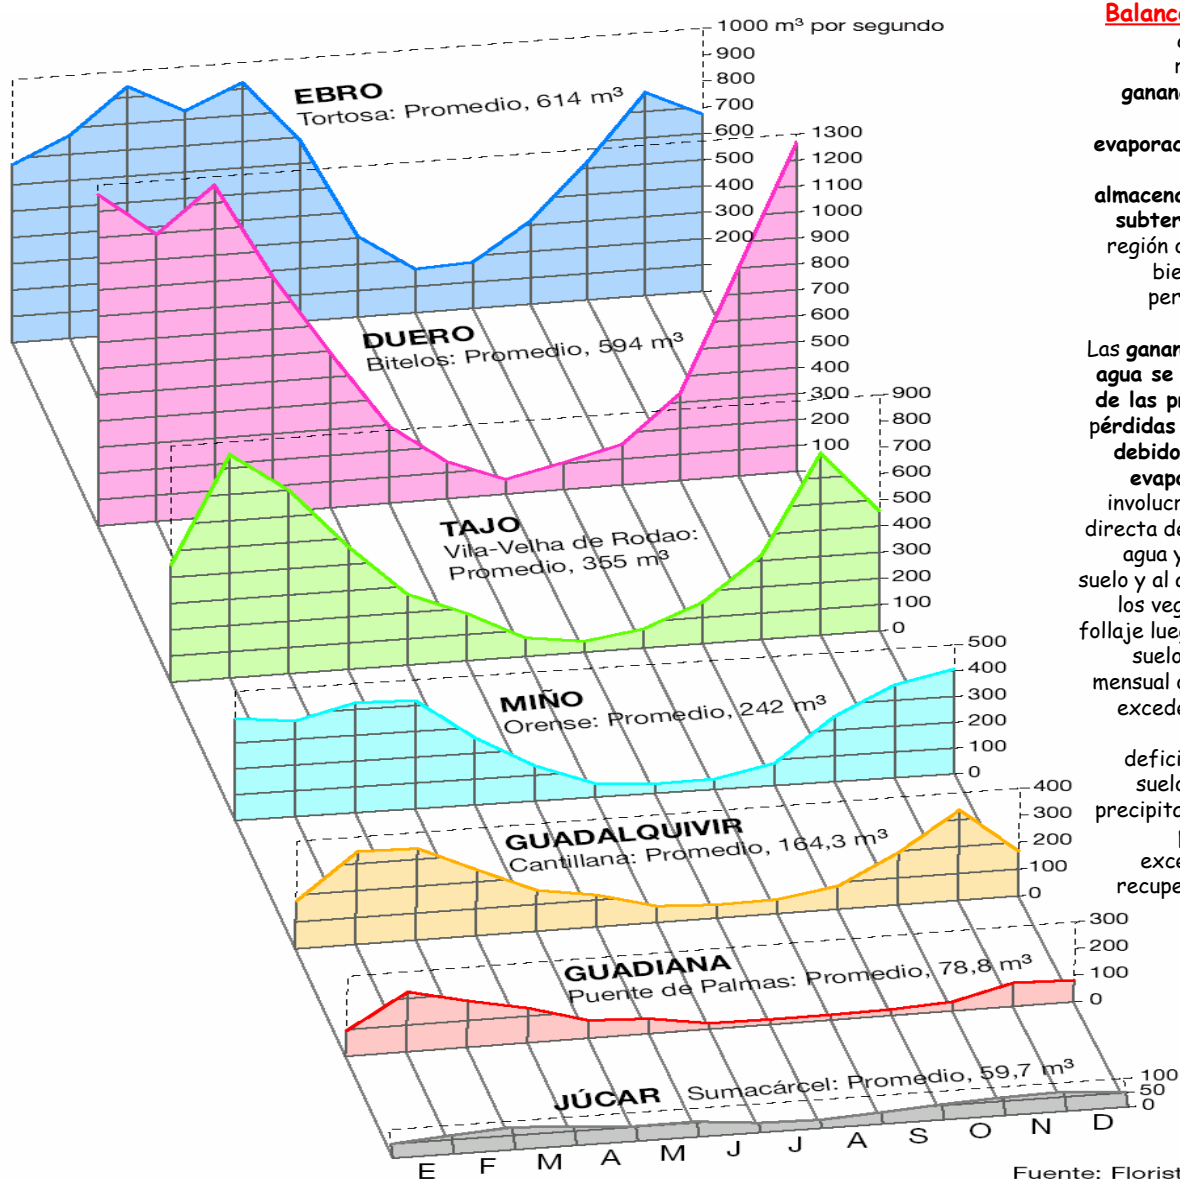 1000 m³ por segundo
900
800
700
600
500
400
300
200
EBRO
Tortosa: Promedio, 614 m³
1300
1200
1100
1000
900
800
700
600
500
400
300
200
100
DUERO
Bitelos: Promedio, 594 m³
900
800
700
600
500
400
300
200
100
0
TAJO
Vila-Velha de Rodao:
Promedio, 355 m³
500
400
300
200
100
0
MIÑO
Orense: Promedio, 242 m³
400
300
200
100
0
GUADALQUIVIR
Cantillana: Promedio, 164,3 m³
300
200
100
0
GUADIANA
Puente de Palmas: Promedio, 78,8 m³
100
50
0
JÚCAR Sumacárcel: Promedio, 59,7 m³
E F M A M J J A S O N D
Fuente: Florist
Balanc
ganan
evaporac
almacena
subter
región
bie
per
Las ganan
agua se
de las pr
pérdidas
debido
evapo
involucr
directa de
agua y
suelo y al
los veg
follaje lueg
suelo
mensual
excede
defici
suelo
precipita
exce
recupe